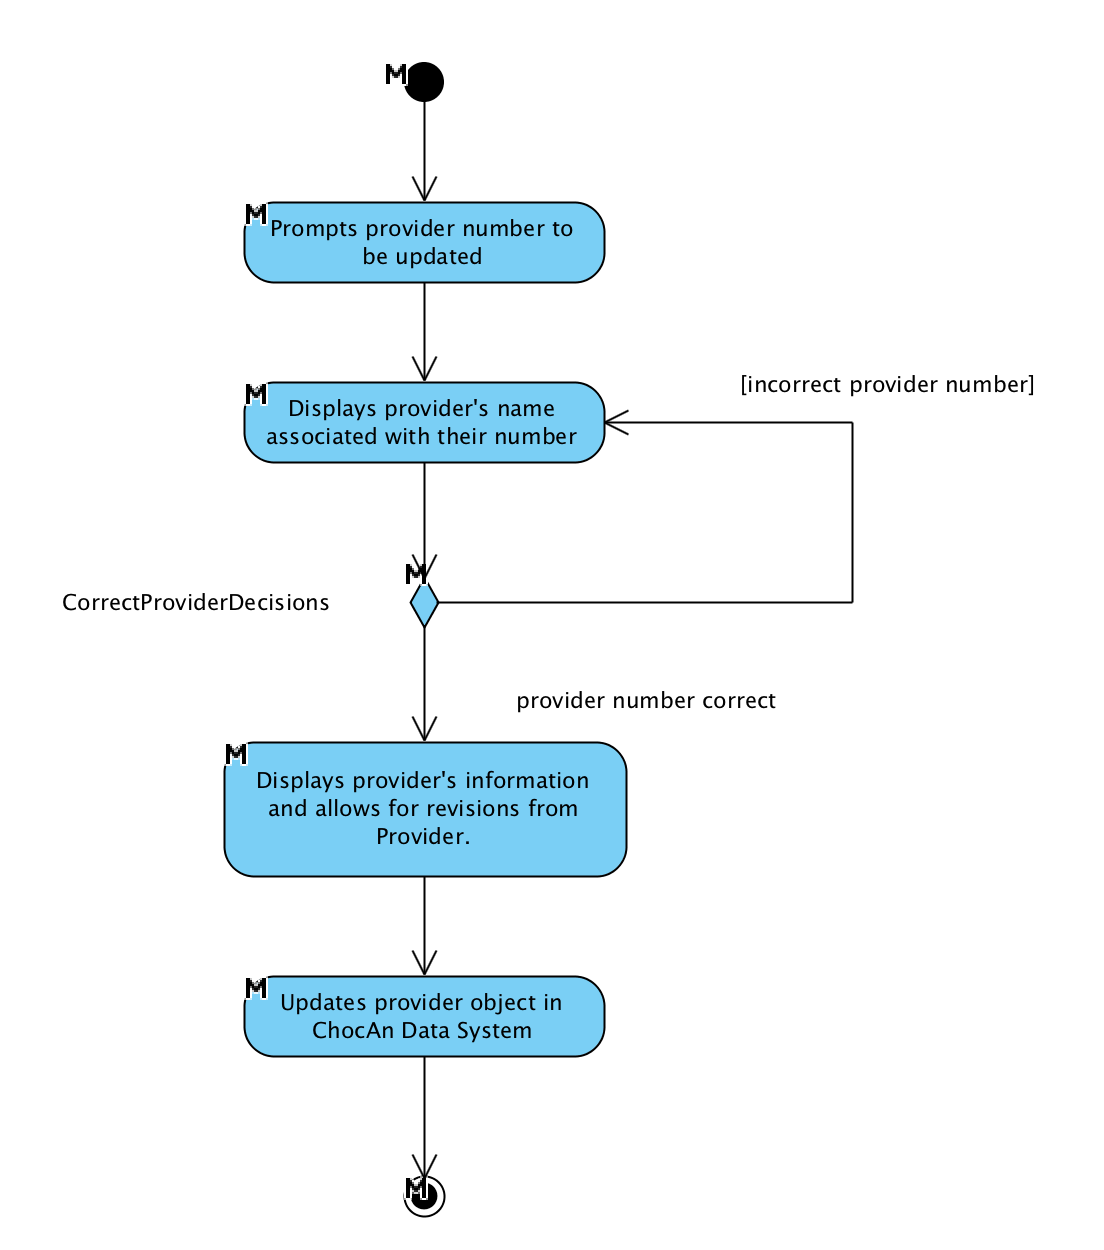 M
M
Prompts provider number to
be updated
M
Displays provider's name
associated with their number
[incorrect provider number]
M
CorrectProviderDecisions
provider number correct
M
Displays provider's information
and allows for revisions from
Provider.
M
Updates provider object in
ChocAn Data System
M